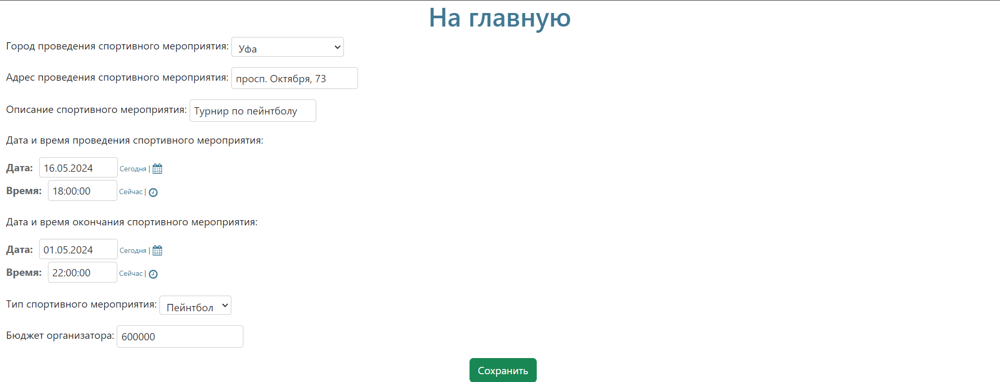 На главную
Город проведения спортивного мероприятия: Уфа
Адрес проведения спортивного мероприятия: просп. Октября, 73
Описание спортивного мероприятия: Турнир по пейнтболу
Дата и время проведения спортивного мероприятия:
Дата: 16.05.2024 Сегодня |
Время: 18:00:00 Сейчас |
Дата и время окончания спортивного мероприятия:
Дата: 01.05.2024 Сегодня |
Время: 22:00:00 Сейчас |
Тип спортивного мероприятия: Пейнтбол
Бюджет организатора: 600000
Сохранить